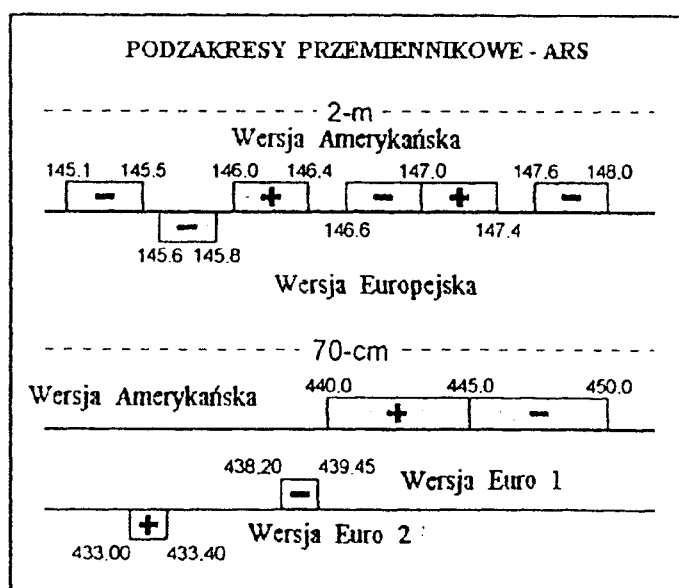 PODZAKRESY PRZEMIENNIKOWE - ARS
2-m
Wersja Amerykańska
145.1 145.5 146.0 146.4 147.0 147.6 148.0
- + - + -
-
145.6 145.8 146.6 147.4
Wersja Europejska
70-cm
440.0 445.0 450.0
Wersja Amerykańska
+ -
438.20 439.45
Wersja Euro 1
-
+
Wersja Euro 2
433.00 433.40